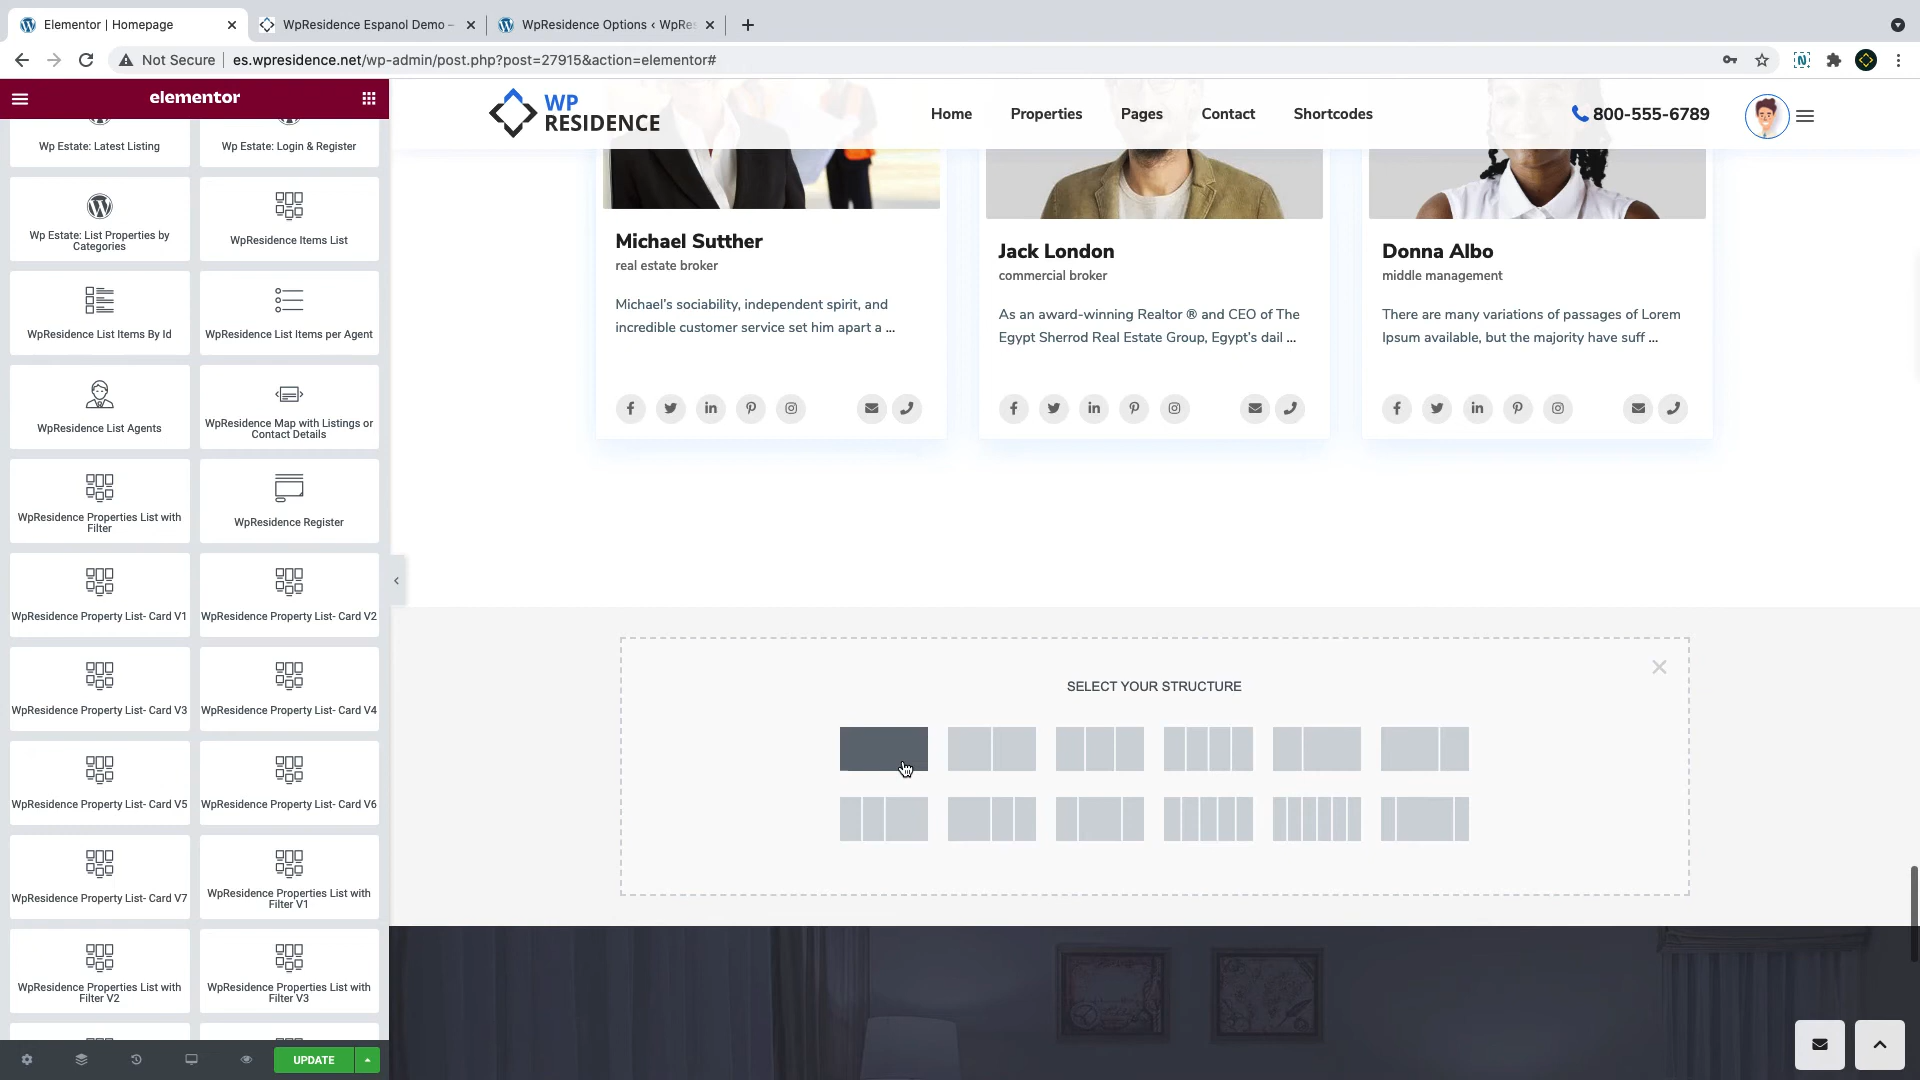 Elementor | Homepage
WpResidence Espanol Demo –
WpResidence Options ‹ WpRes
Not Secure
es.wpresidence.net/wp-admin/post.php?post=27915&action=elementor#
elementor
Wp Estate: Latest Listing
Wp Estate: Login & Register
Wp Estate: List Properties by
Categories
WpResidence Items List
WpResidence List Items By Id
WpResidence List Items per Agent
WpResidence List Agents
WpResidence Map with Listings or
Contact Details
WpResidence Properties List with
Filter
WpResidence Register
WpResidence Property List- Card V1
WpResidence Property List- Card V2
WpResidence Property List- Card V3
WpResidence Property List- Card V4
WpResidence Property List- Card V5
WpResidence Property List- Card V6
WpResidence Property List- Card V7
WpResidence Properties List with
Filter V1
WpResidence Properties List with
Filter V2
WpResidence Properties List with
Filter V3
UPDATE
WP
RESIDENCE
Home
Properties
Pages
Contact
Shortcodes
800-555-6789
Michael Sutther
real estate broker
Michael's sociability, independent spirit, and
incredible customer service set him apart a ...
Jack London
commercial broker
As an award-winning Realtor ® and CEO of The
Egypt Sherrod Real Estate Group, Egypt's dail ...
Donna Albo
middle management
There are many variations of passages of Lorem
Ipsum available, but the majority have suff ...
SELECT YOUR STRUCTURE